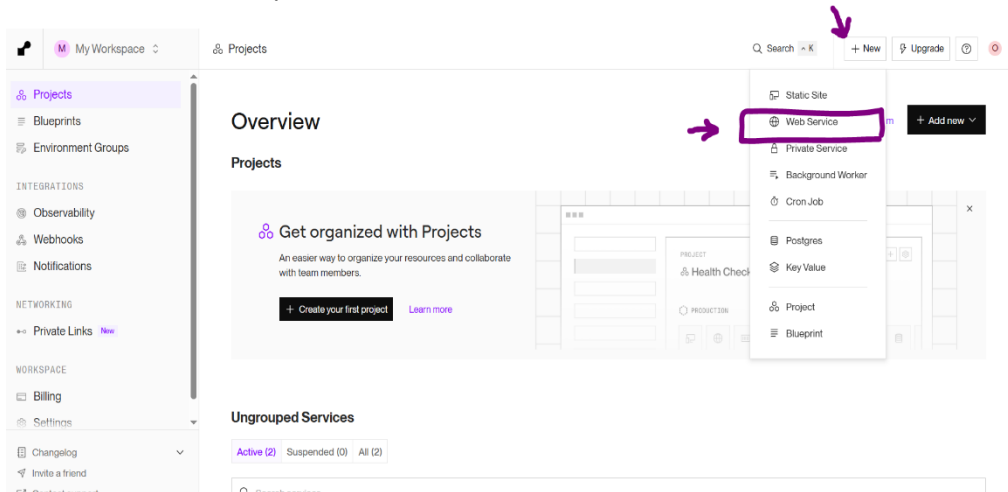 M My Workspace
Projects
Search ^ K
+ New
Upgrade
O
Projects
Blueprints
Environment Groups
INTEGRATIONS
Observability
Webhooks
Notifications
NETWORKING
Private Links New
WORKSPACE
Billing
Settings
Changelog
Invite a friend
Overview
+ Add new
Projects
Get organized with Projects
An easier way to organize your resources and collaborate
with team members.
+ Create your first project
Learn more
PROJECT
Health Check
PRODUCTION
Static Site
Web Service
Private Service
Background Worker
Cron Job
Postgres
Key Value
Project
Blueprint
Ungrouped Services
Active (2)
Suspended (0)
All (2)